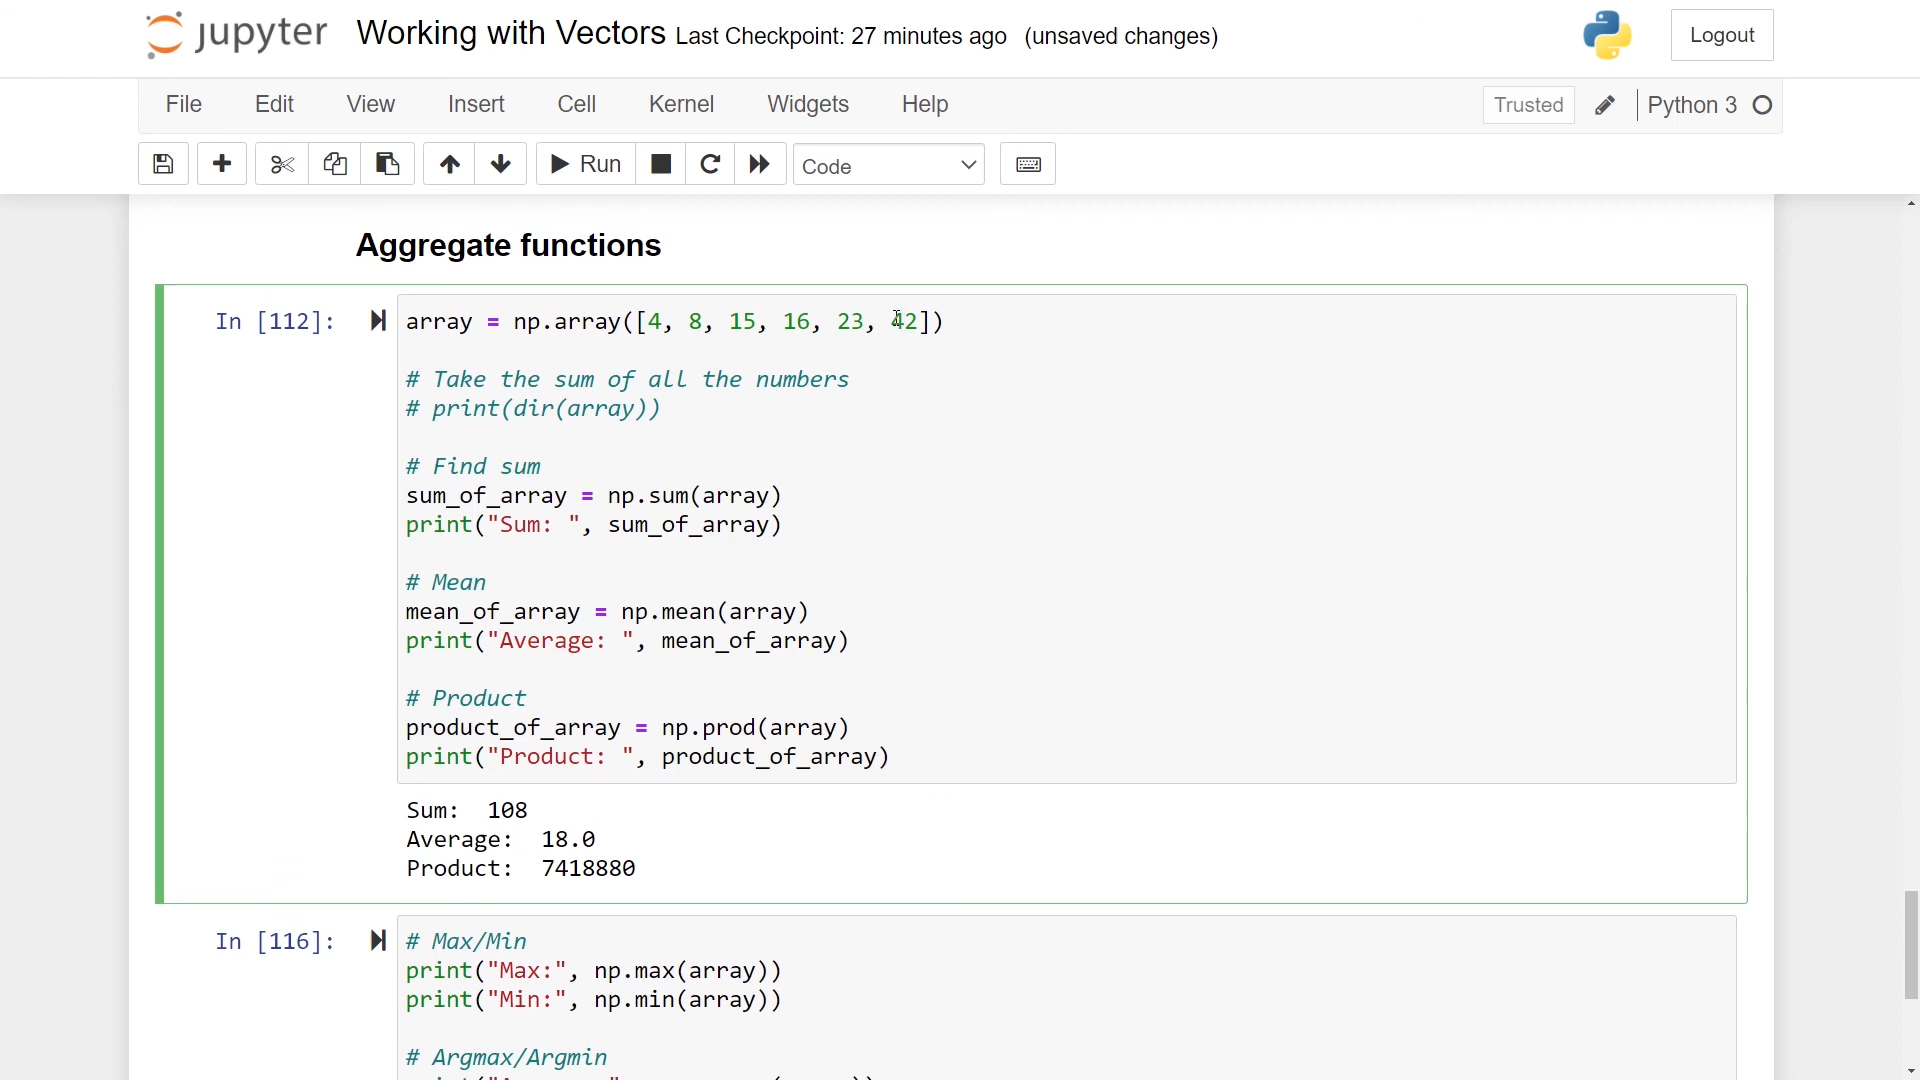 jupyter Working with Vectors Last Checkpoint: 27 minutes ago (unsaved changes) Logout
File Edit View Insert Cell Kernel Widgets Help Trusted Python 3
Run Code
Aggregate functions
In [112]: array = np.array([4, 8, 15, 16, 23, 42])
# Take the sum of all the numbers
# print(dir(array))
# Find sum
sum_of_array = np.sum(array)
print("Sum: ", sum_of_array)
# Mean
mean_of_array = np.mean(array)
print("Average: ", mean_of_array)
# Product
product_of_array = np.prod(array)
print("Product: ", product_of_array)
Sum:  108
Average:  18.0
Product:  7418880
In [116]: # Max/Min
print("Max:", np.max(array))
print("Min:", np.min(array))
# Argmax/Argmin